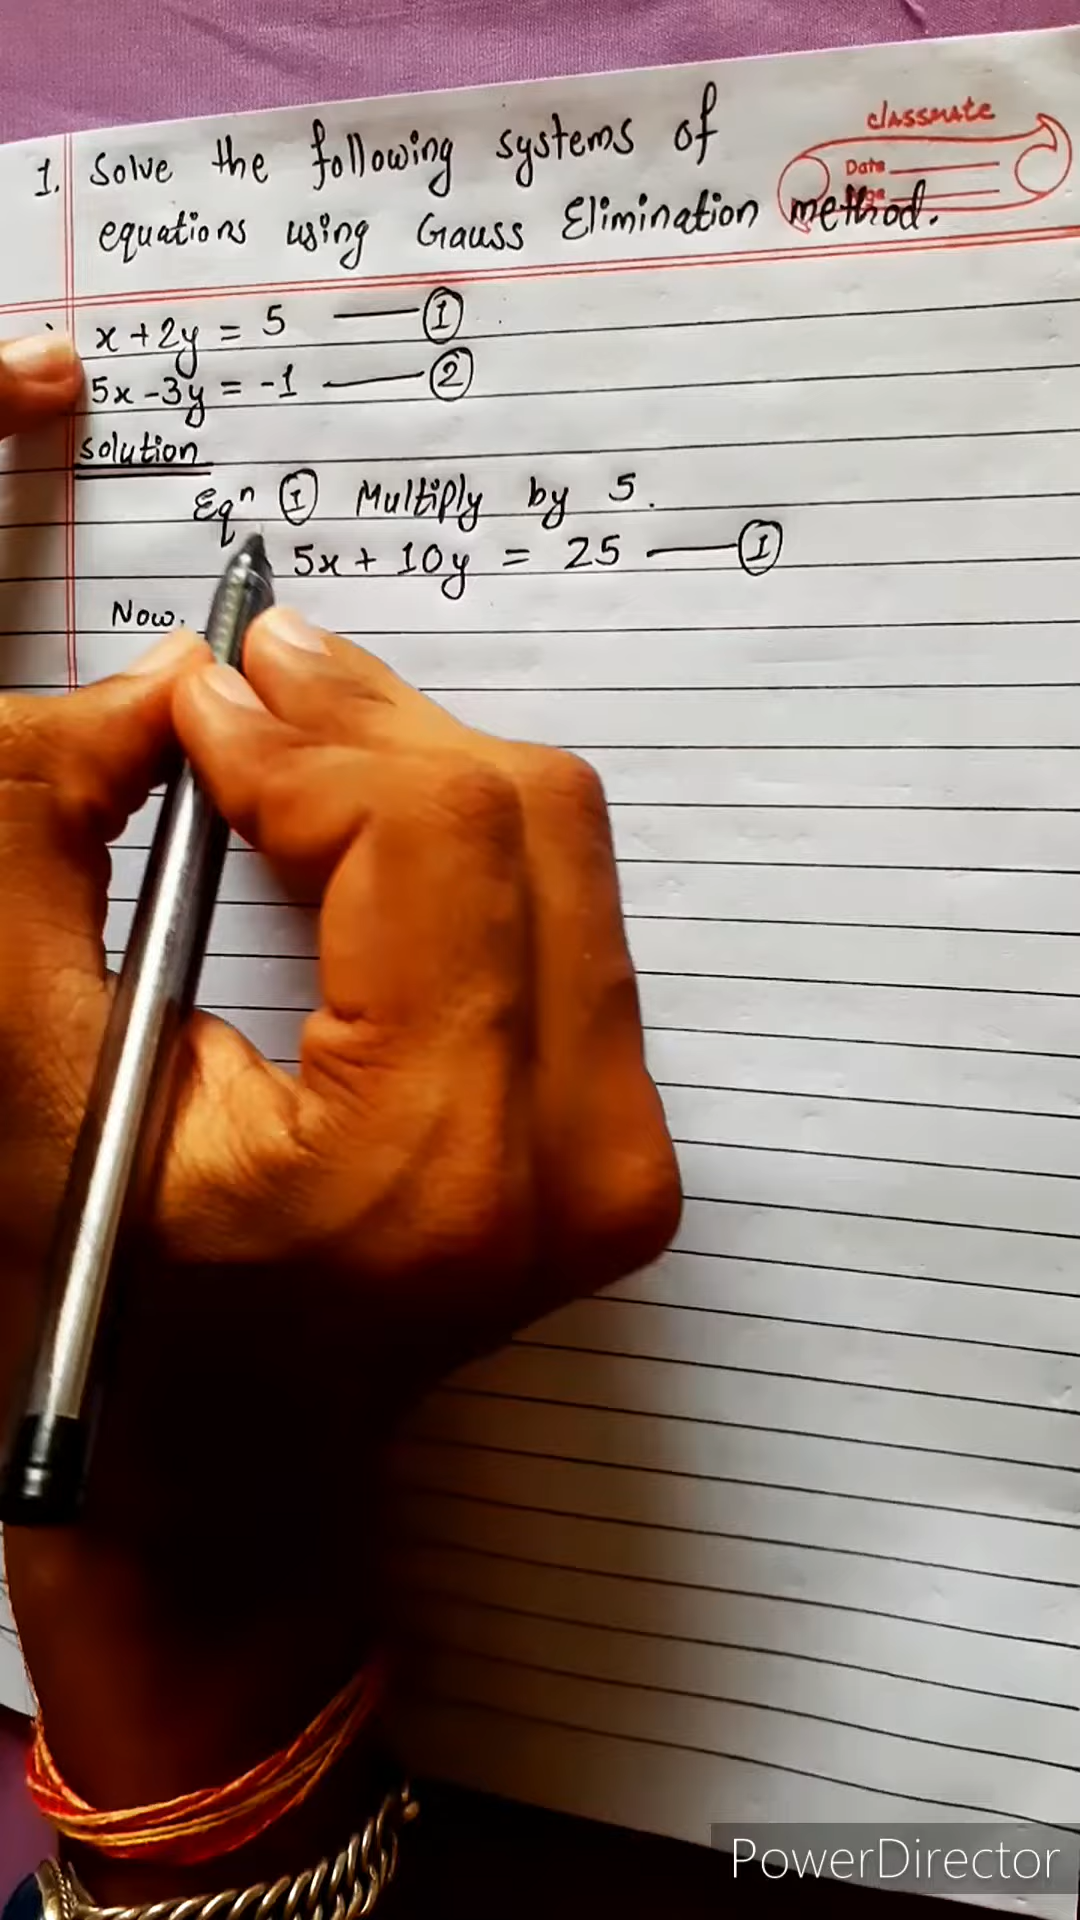 classmate
Date
1. Solve the following systems of
equations using Gauss Elimination method.
x + 2y = 5 —— ①
5x - 3y = -1 —— ②
Solution
Eqⁿ ① Multiply by 5.
5x + 10y = 25 —— ①
Now.
PowerDirector